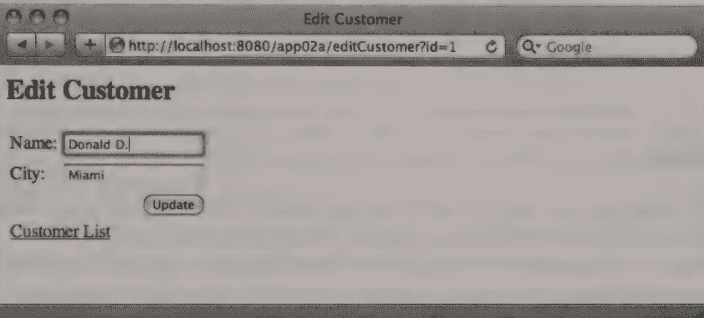 Edit Customer
http://localhost:8080/app02a/editCustomer?id=1
Google
Edit Customer
Name: Donald D.
City: Miami
Update
Customer List